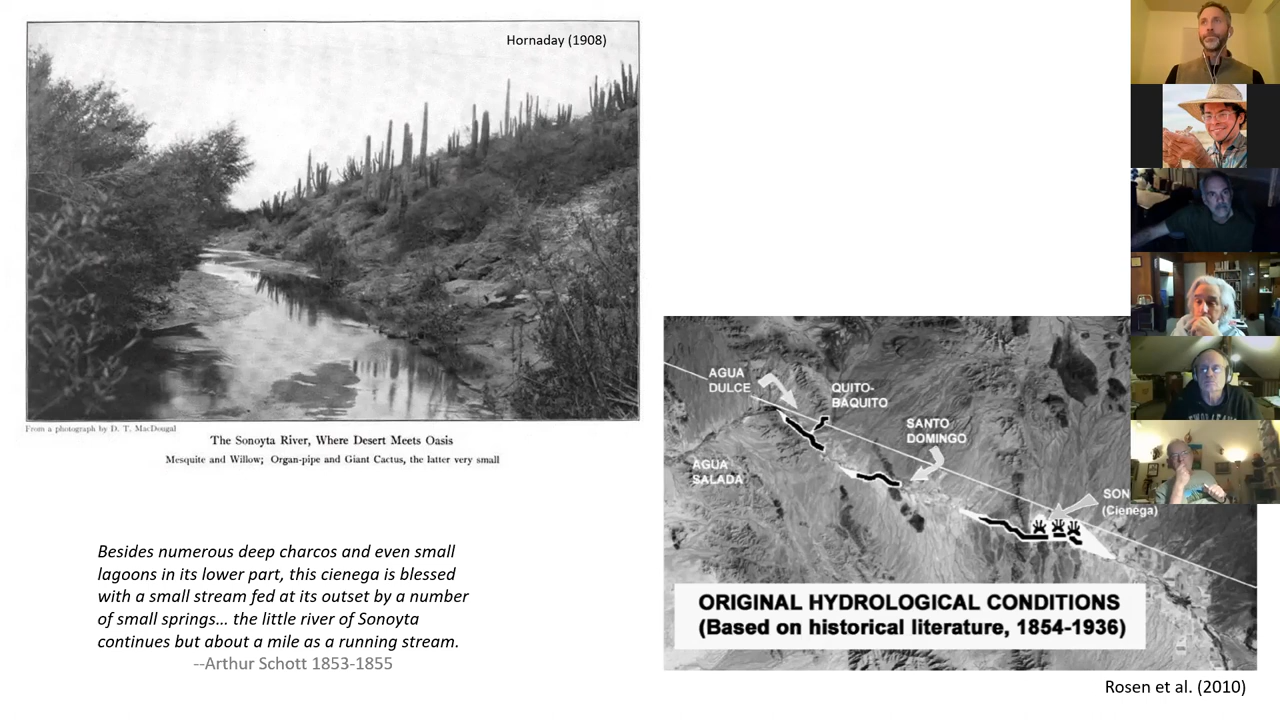 Hornaday (1908)
From a photograph by D. T. MacDougal
The Sonoyta River, Where Desert Meets Oasis
Mesquite and Willow; Organ-pipe and Giant Cactus, the latter very small
Besides numerous deep charcos and even small
lagoons in its lower part, this cienega is blessed
with a small stream fed at its outset by a number
of small springs... the little river of Sonoyta
continues but about a mile as a running stream.
--Arthur Schott 1853-1855
AGUA
DULCE
QUITO-
BAQUITO
SANTO
DOMINGO
AGUA
SALADA
SON
(Cienega)
ORIGINAL HYDROLOGICAL CONDITIONS
(Based on historical literature, 1854-1936)
Rosen et al. (2010)